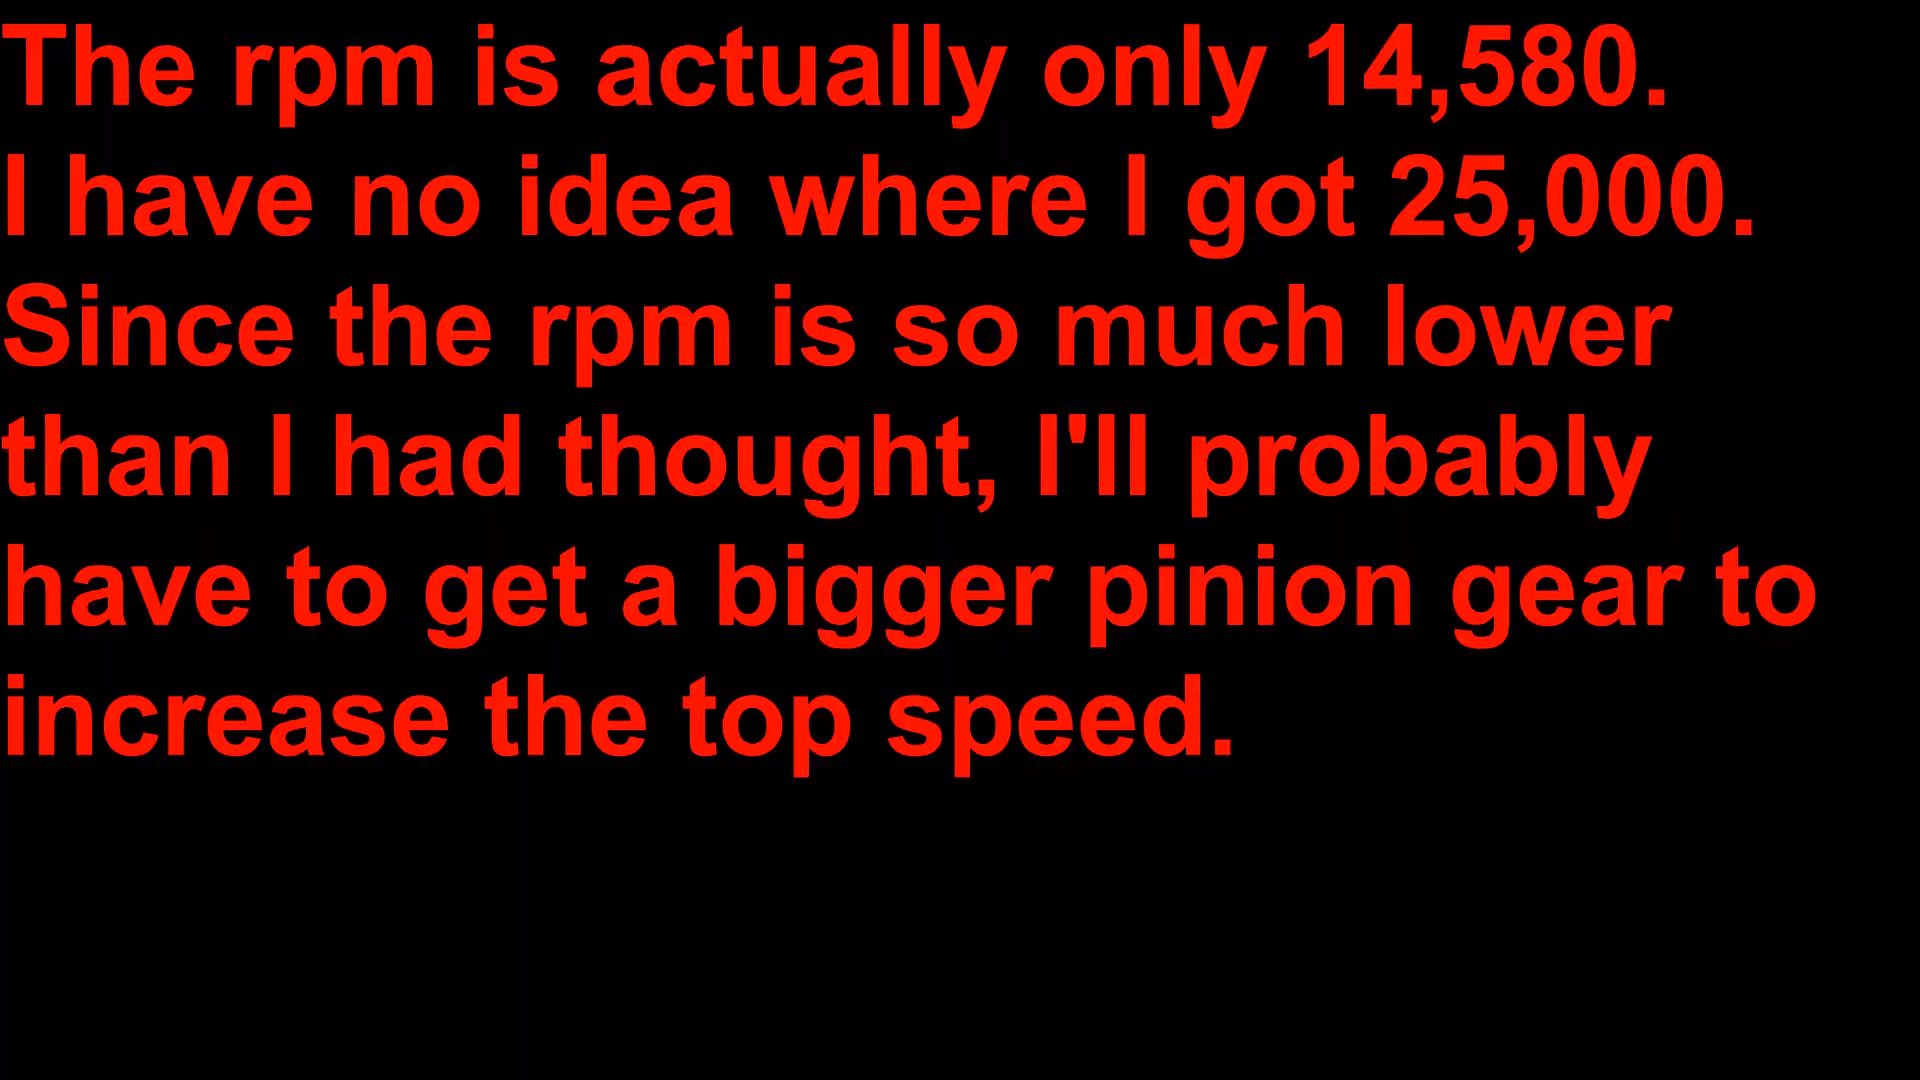 The rpm is actually only 14,580.
I have no idea where I got 25,000.
Since the rpm is so much lower
than I had thought, I'll probably
have to get a bigger pinion gear to
increase the top speed.